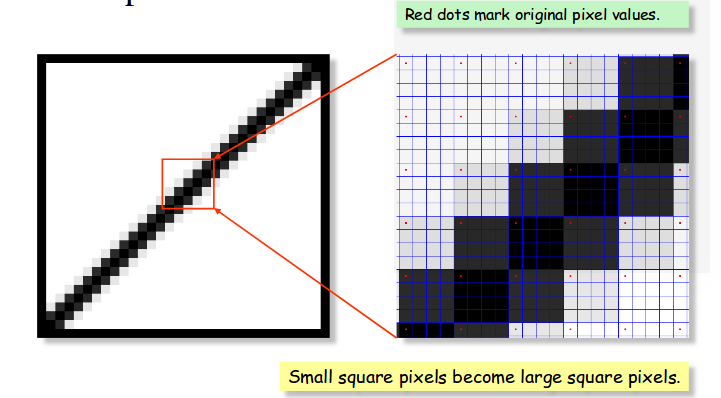 Red dots mark original pixel values.
Small square pixels become large square pixels.